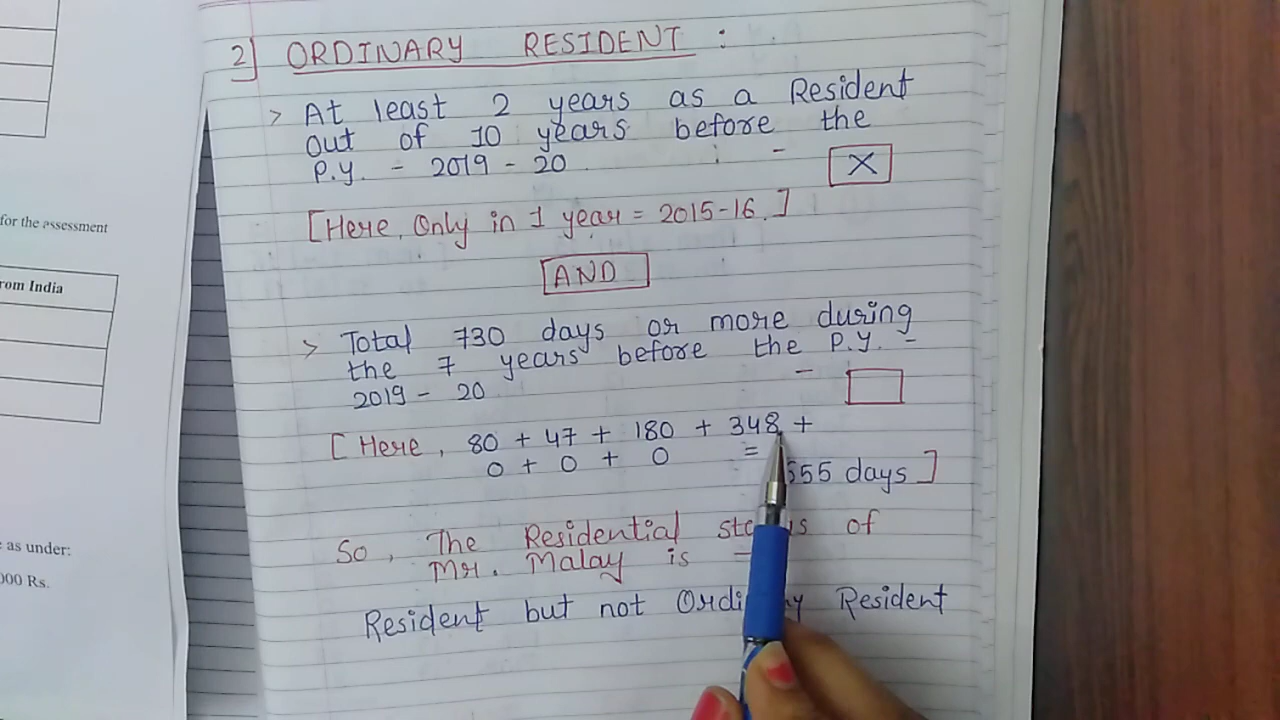 for the assessment
rom India
e as under:
000 Rs.
2] ORDINARY RESIDENT :
> At least 2 years as a Resident
out of 10 years before the
P.Y. - 2019 - 20 - X
[Here, Only in 1 year = 2015-16.]
AND
> Total 730 days or more during
the 7 years before the P.Y. -
2019 - 20 -
[Here, 80 + 47 + 180 + 348 +
0 + 0 + 0 = 655 days]
So, The Residential status of
Mr. Malay is -
Resident but not Ordinary Resident